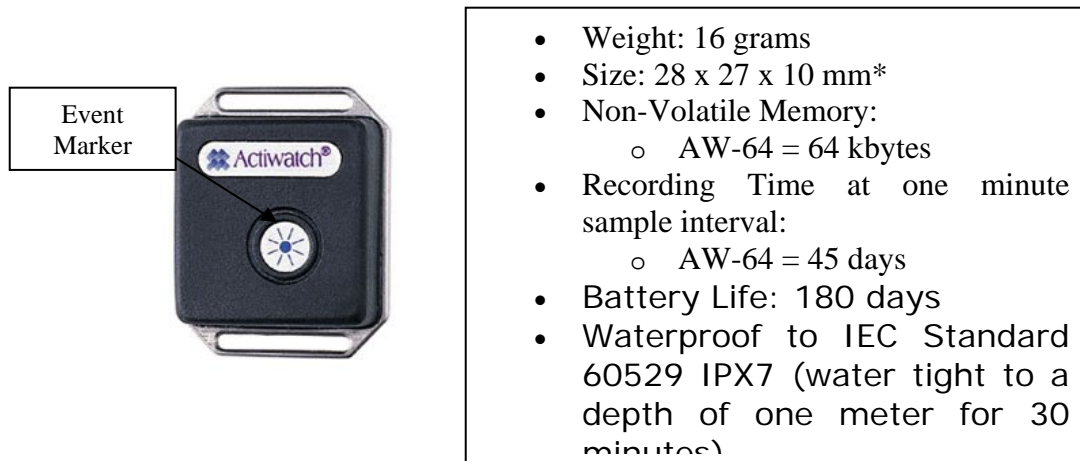 Event
Marker
Actiwatch®
• Weight: 16 grams
• Size: 28 x 27 x 10 mm*
• Non-Volatile Memory:
o AW-64 = 64 kbytes
• Recording Time at one minute
sample interval:
o AW-64 = 45 days
• Battery Life: 180 days
• Waterproof to IEC Standard
60529 IPX7 (water tight to a
depth of one meter for 30
minutes)